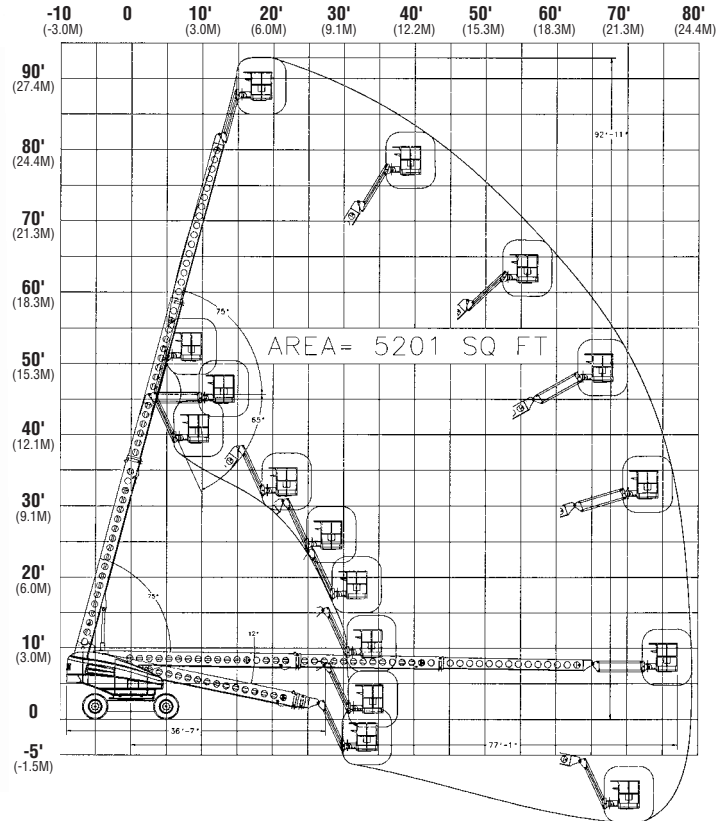 -10 0 10' 20' 30' 40' 50' 60' 70' 80'
(-3.0M) (3.0M) (6.0M) (9.1M) (12.2M) (15.3M) (18.3M) (21.3M) (24.4M)
90'
(27.4M)
92'-11"
80'
(24.4M)
70'
(21.3M)
60'
(18.3M)
75°
AREA= 5201 SQ FT
50'
(15.3M)
40'
(12.1M)
65°
30'
(9.1M)
20'
(6.0M)
75°
10'
(3.0M)
12°
0
36'-7"
77'-1"
-5'
(-1.5M)